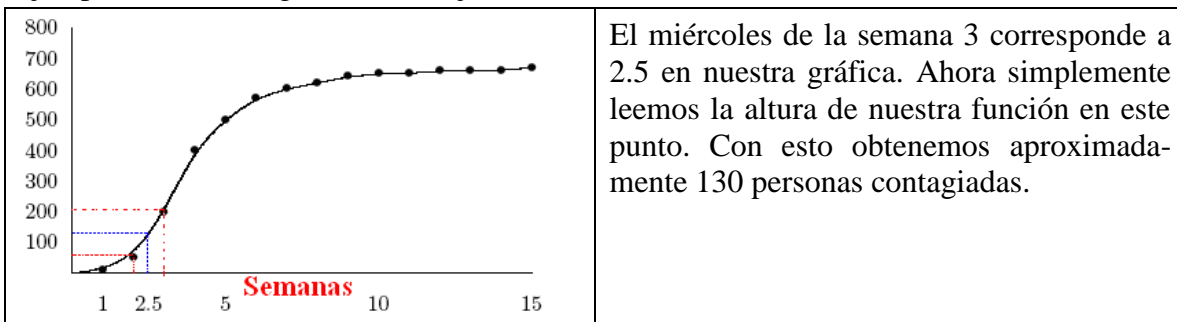 800
700
600
500
400
300
200
100
Semanas
1 2.5 5 10 15
El miércoles de la semana 3 corresponde a
2.5 en nuestra gráfica. Ahora simplemente
leemos la altura de nuestra función en este
punto. Con esto obtenemos aproximada-
mente 130 personas contagiadas.